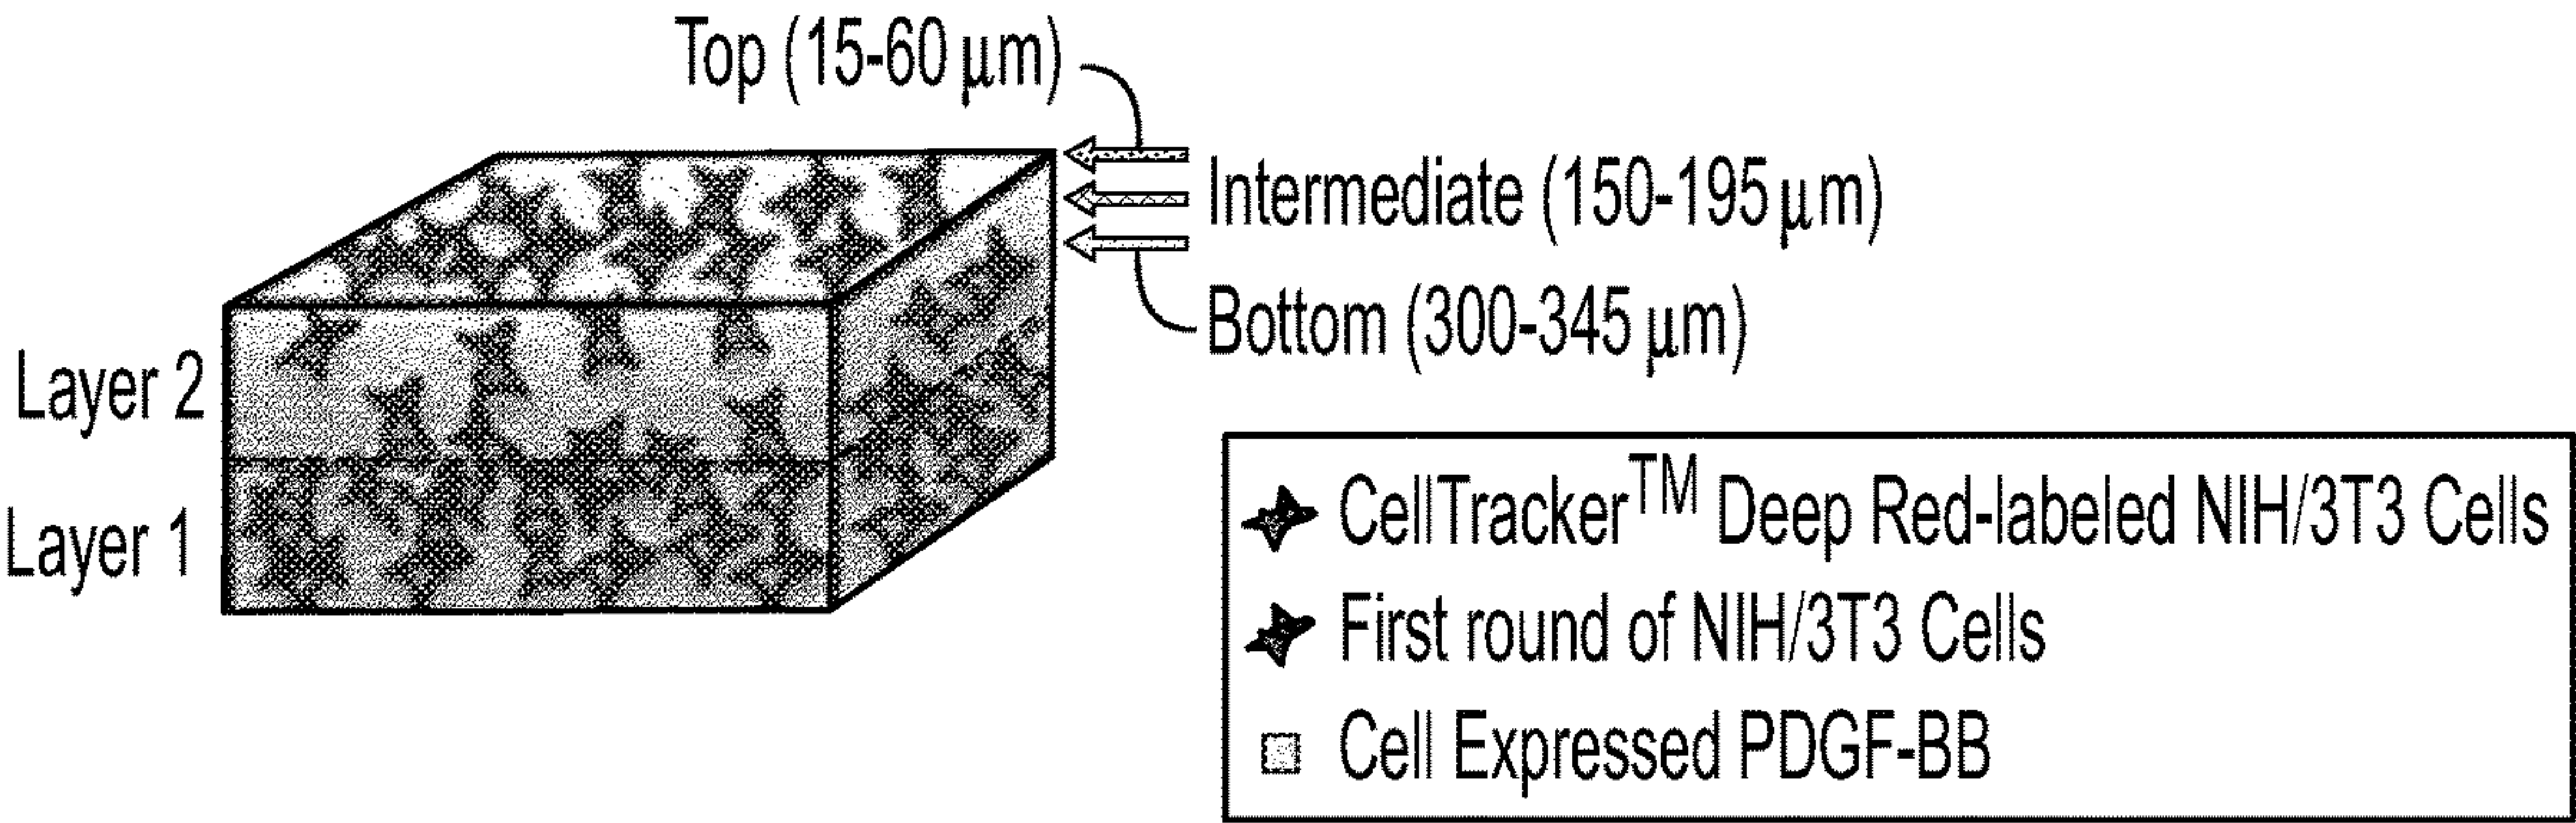 Top (15-60 μm)
Intermediate (150-195 μm)
Bottom (300-345 μm)
Layer 2
Layer 1
CellTracker™ Deep Red-labeled NIH/3T3 Cells
First round of NIH/3T3 Cells
Cell Expressed PDGF-BB